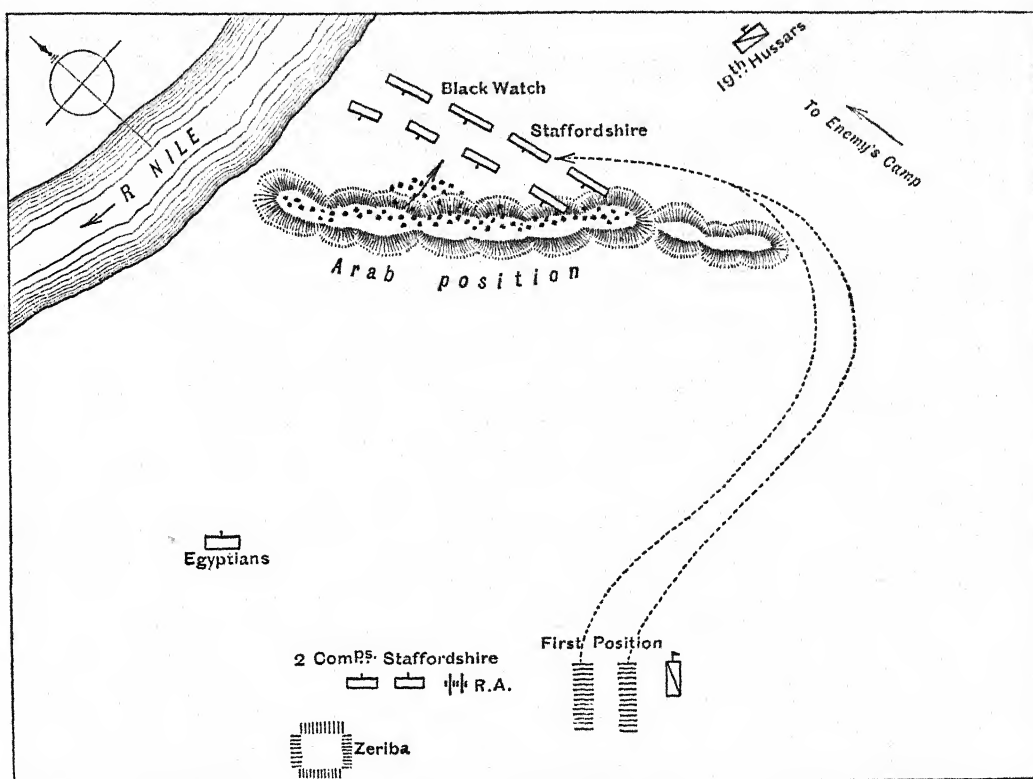 19th Hussars
Black Watch
Staffordshire
To Enemy's Camp
R NILE
Arab position
Egyptians
First Position
2 Comps. Staffordshire
R.A.
Zeriba